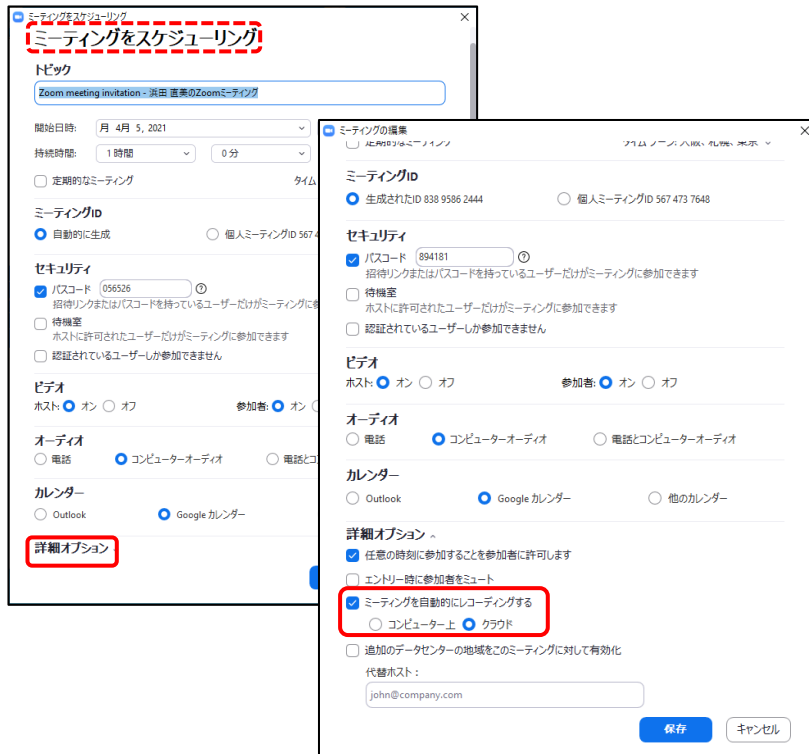 ミーティングをスケジューリング
ミーティングをスケジューリング
トピック
Zoom meeting invitation - 浜田 直美のZoomミーティング
開始日時: 月 4月 5, 2021
持続時間: 1 時間 0 分
定期的なミーティング タイム
ミーティングID
自動的に生成 個人ミーティングID 567 4
セキュリティ
パスコード 056526
招待リンクまたはパスコードを持っているユーザーだけがミーティングに参
待機室
ホストに許可されたユーザーだけがミーティングに参加できます
認証されているユーザーしか参加できません
ビデオ
ホスト: オン オフ 参加者: オン
オーディオ
電話 コンピューターオーディオ 電話とコン
カレンダー
Outlook Google カレンダー
詳細オプション
ミーティングの編集
定期的なミーティング タイム ゾーン: 大阪、札幌、東京
ミーティングID
生成されたID 838 9586 2444 個人ミーティングID 567 473 7648
セキュリティ
パスコード 894181
招待リンクまたはパスコードを持っているユーザーだけがミーティングに参加できます
待機室
ホストに許可されたユーザーだけがミーティングに参加できます
認証されているユーザーしか参加できません
ビデオ
ホスト: オン オフ 参加者: オン オフ
オーディオ
電話 コンピューターオーディオ 電話とコンピューターオーディオ
カレンダー
Outlook Google カレンダー 他のカレンダー
詳細オプション
任意の時刻に参加することを参加者に許可します
エントリー時に参加者をミュート
ミーティングを自動的にレコーディングする
コンピューター上 クラウド
追加のデータセンターの地域をこのミーティングに対して有効化
代替ホスト:
john@company.com
保存 キャンセル